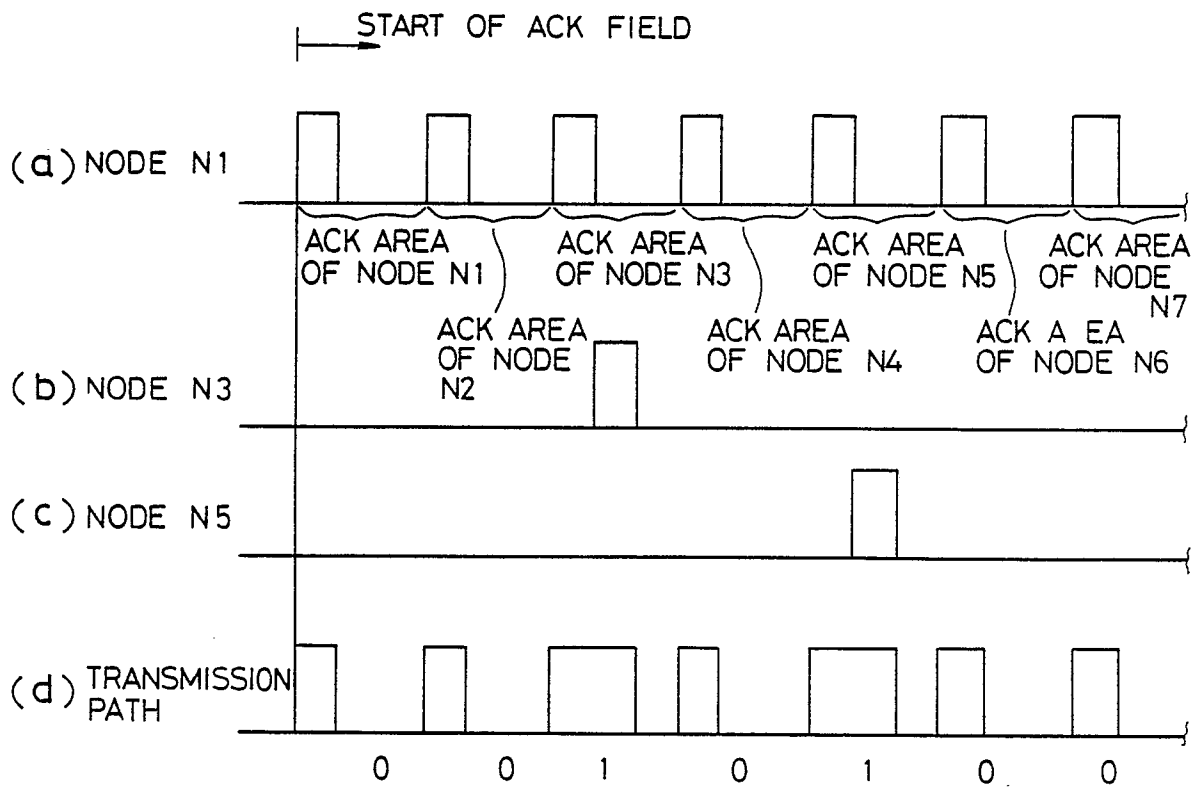 START OF ACK FIELD
(a) NODE N1
ACK AREA
OF NODE N1
ACK AREA
OF NODE
N2
ACK AREA
OF NODE N3
ACK AREA
OF NODE N4
ACK AREA
OF NODE N5
ACK A EA
OF NODE N6
ACK AREA
OF NODE
N7
(b) NODE N3
(c) NODE N5
(d) TRANSMISSION
PATH
0 0 1 0 1 0 0